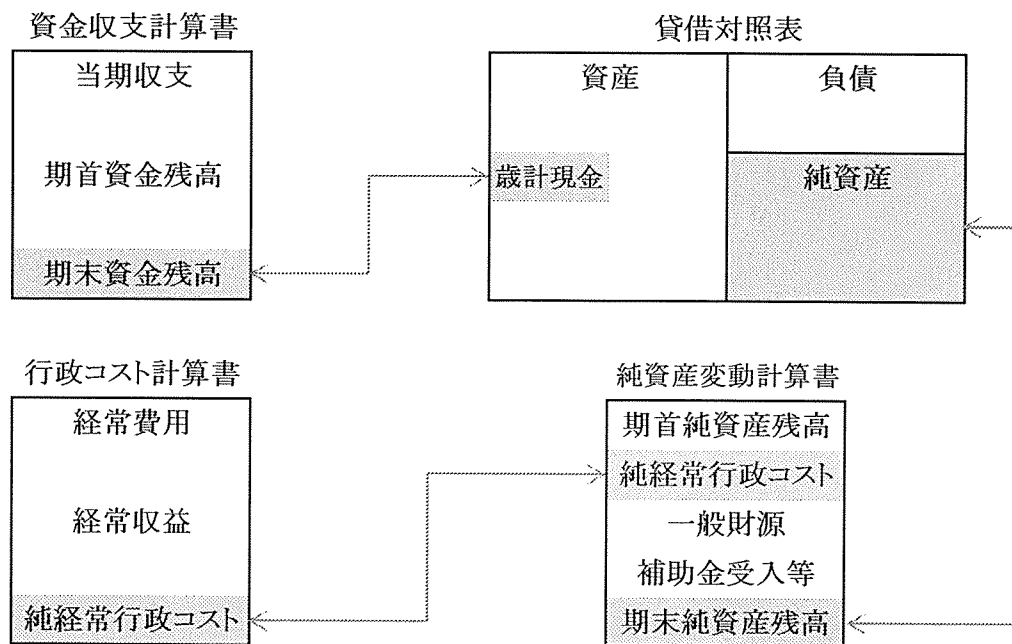 資金収支計算書
当期収支
期首資金残高
期末資金残高
貸借対照表
資産
負債
歳計現金
純資産
行政コスト計算書
経常費用
経常収益
純経常行政コスト
純資産変動計算書
期首純資産残高
純経常行政コスト
一般財源
補助金受入等
期末純資産残高